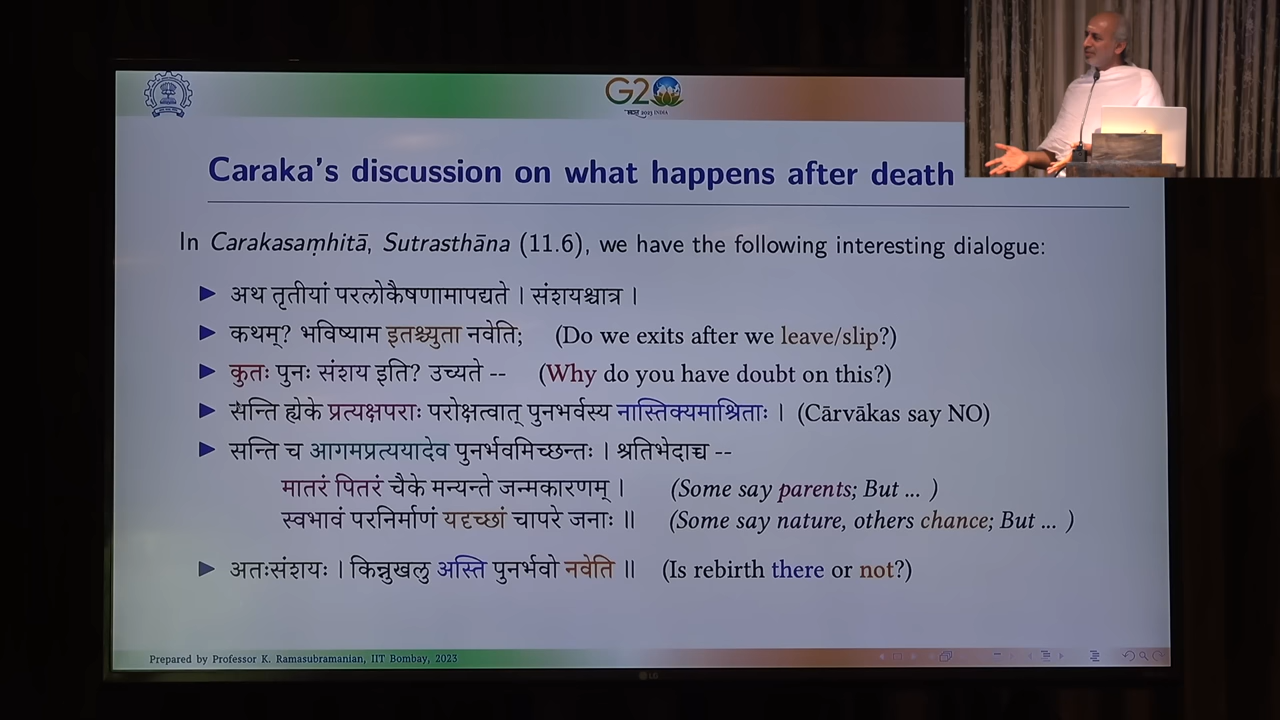 G20
2023 INDIA
Caraka's discussion on what happens after death
In Carakasaṃhitā, Sutrasthāna (11.6), we have the following interesting dialogue:
अथ तृतीयां परलोकैषणामापद्यते । संशयश्चात्र ।
कथम्? भविष्याम इतश्च्युता नवेति; (Do we exits after we leave/slip?)
कुतः पुनः संशय इति? उच्यते -- (Why do you have doubt on this?)
सन्ति ह्येके प्रत्यक्षपराः परोक्षत्वात् पुनर्भवस्य नास्तिक्यमाश्रिताः । (Cārvākas say NO)
सन्ति च आगमप्रत्ययादेव पुनर्भवमिच्छन्तः । श्रतिभेदाच्च --
मातरं पितरं चैके मन्यन्ते जन्मकारणम् । (Some say parents; But ... )
स्वभावं परनिर्माणं यदृच्छां चापरे जनाः ॥ (Some say nature, others chance; But ... )
अतःसंशयः । किन्नुखलु अस्ति पुनर्भवो नवेति ॥ (Is rebirth there or not?)
Prepared by Professor K. Ramasubramanian, IIT Bombay, 2023
LG